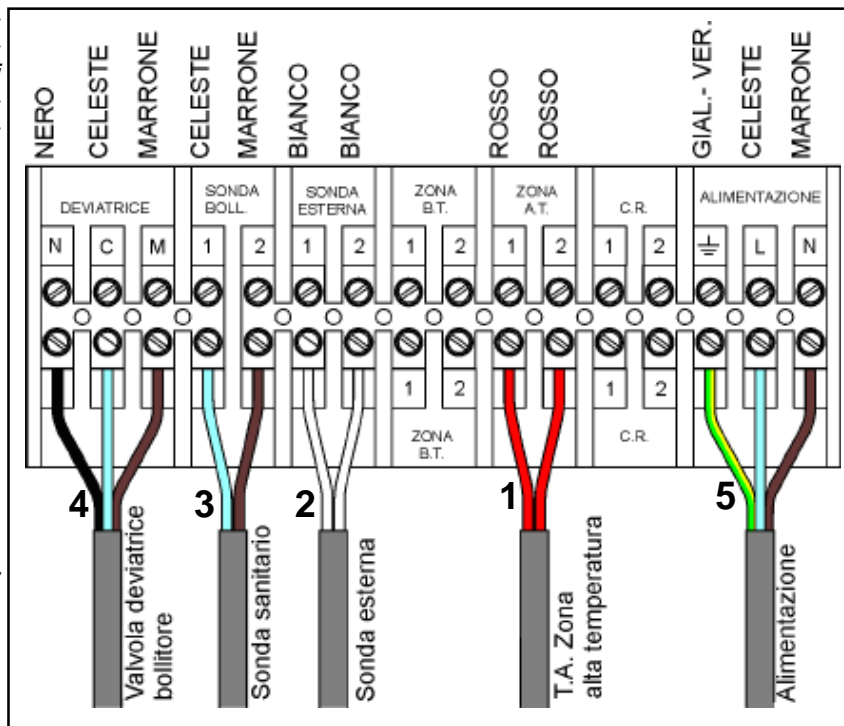 NERO
CELESTE
MARRONE
CELESTE
MARRONE
BIANCO
BIANCO
ROSSO
ROSSO
GIAL.- VER.
CELESTE
MARRONE
DEVIATRICE
SONDA
BOLL.
SONDA
ESTERNA
ZONA
B.T.
ZONA
A.T.
C.R.
ALIMENTAZIONE
N C M 1 2 1 2 1 2 1 2 1 2 L N
1 2 1 2
ZONA
B.T.
C.R.
4 3 2 1 5
Valvola deviatrice
bollitore
Sonda sanitario
Sonda esterna
T.A. Zona
alta temperatura
Alimentazione